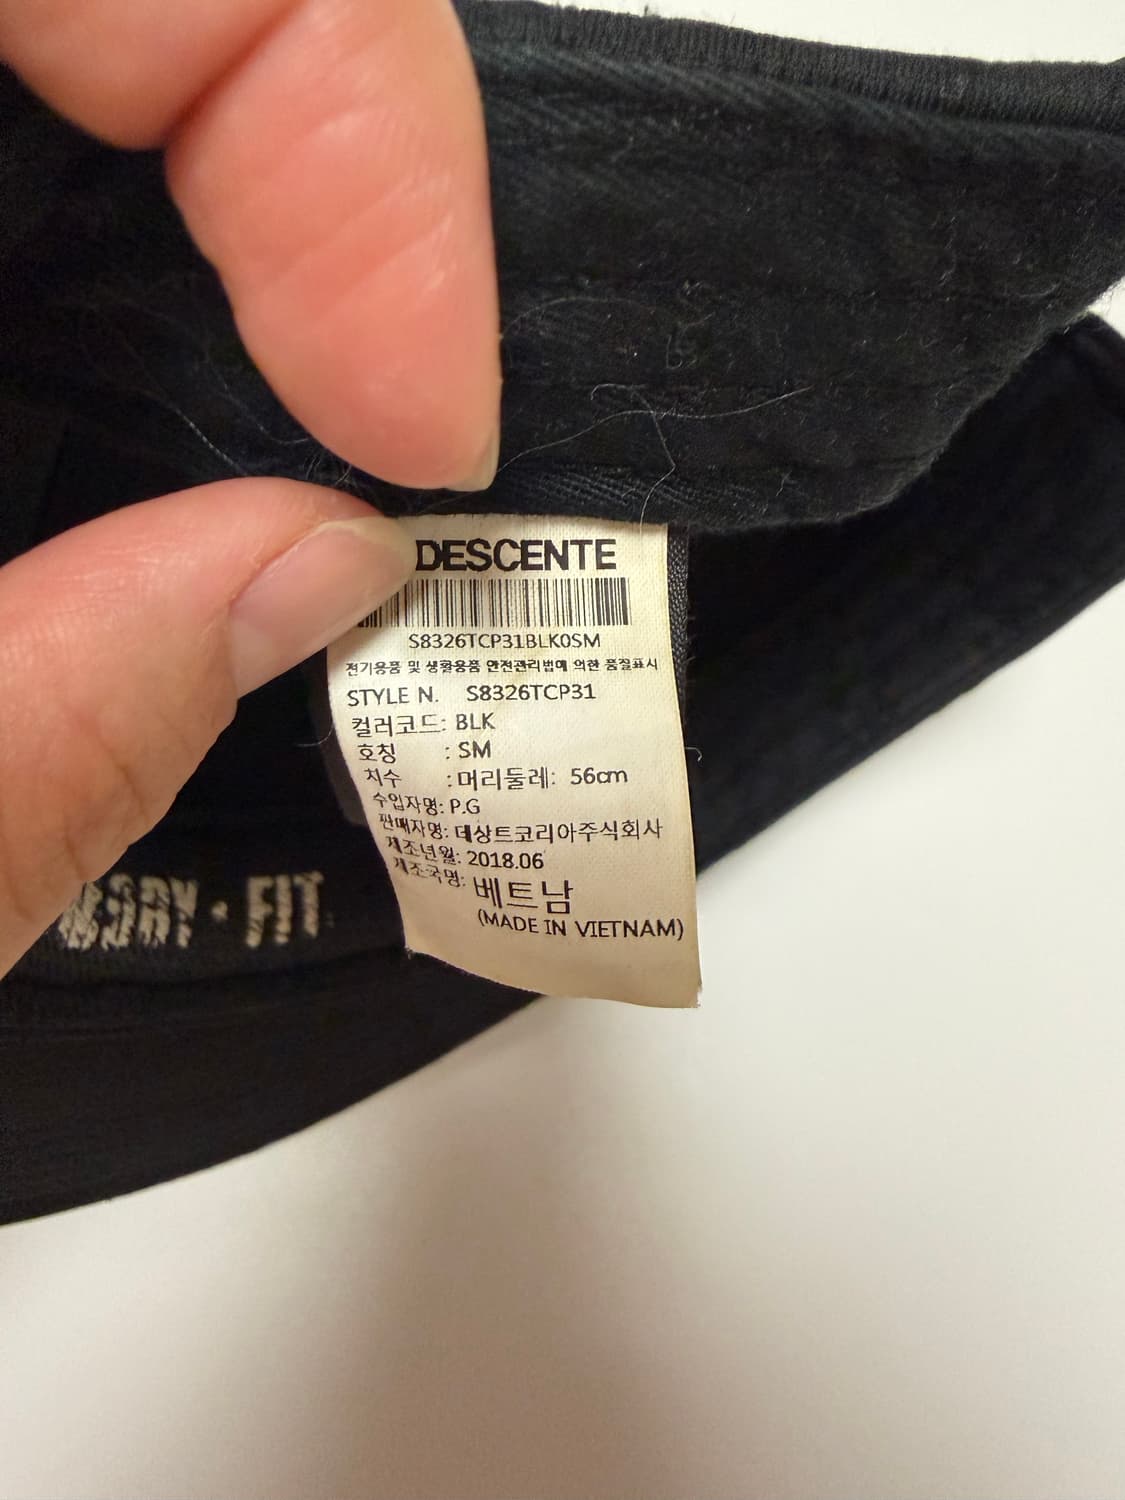 DESCENTE
S8326TCP31BLK0SM
전기용품 및 생활용품 안전관리법에 의한 품질표시
STYLE N. S8326TCP31
컬러코드: BLK
호칭 : SM
치수 : 머리둘레: 56cm
수입자명: P.G
판매자명: 데상트코리아주식회사
제조년월: 2018.06
제조국명: 베트남
(MADE IN VIETNAM)
FIT